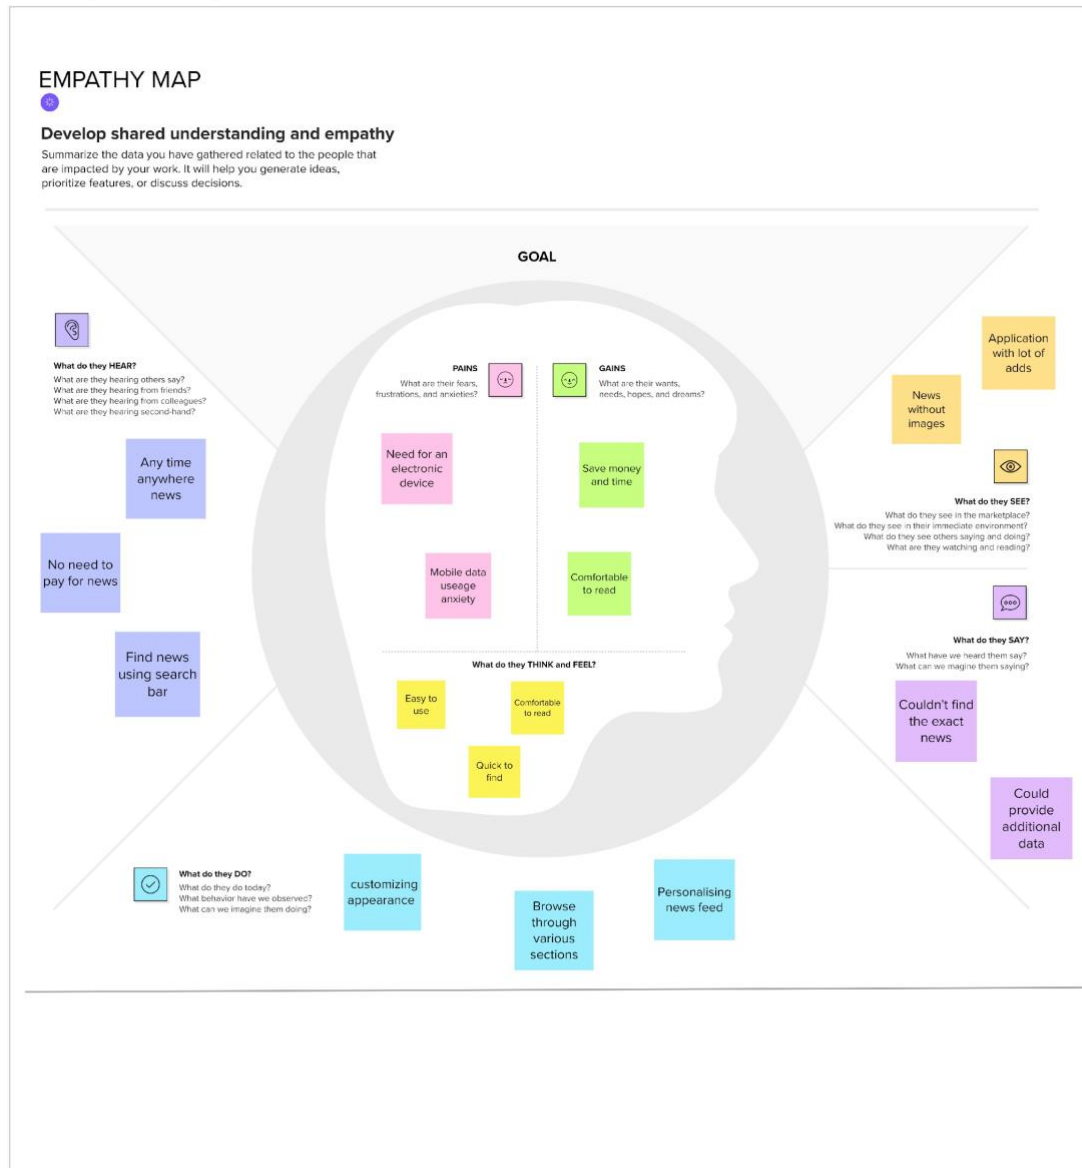 EMPATHY MAP
Develop shared understanding and empathy
Summarize the data you have gathered related to the people that
are impacted by your work. It will help you generate ideas,
prioritize features, or discuss decisions.
GOAL
What do they HEAR?
What are they hearing others say?
What are they hearing from friends?
What are they hearing from colleagues?
What are they hearing second-hand?
Any time
anywhere
news
No need to
pay for news
Find news
using search
bar
PAINS
What are their fears,
frustrations, and anxieties?
Need for an
electronic
device
Mobile data
useage
anxiety
GAINS
What are their wants,
needs, hopes, and dreams?
Save money
and time
Comfortable
to read
What do they THINK and FEEL?
Easy to
use
Comfortable
to read
Quick to
find
Application
with lot of
adds
News
without
images
What do they SEE?
What do they see in the marketplace?
What do they see in their immediate environment?
What do they see others saying and doing?
What are they watching and reading?
What do they SAY?
What have we heard them say?
What can we magine them saying?
Couldn't find
the exact
news
Could
provide
additional
data
What do they DO?
What do they do today?
What behavior have we observed?
What can we imagine them doing?
customizing
appearance
Browse
through
various
sections
Personalising
news feed